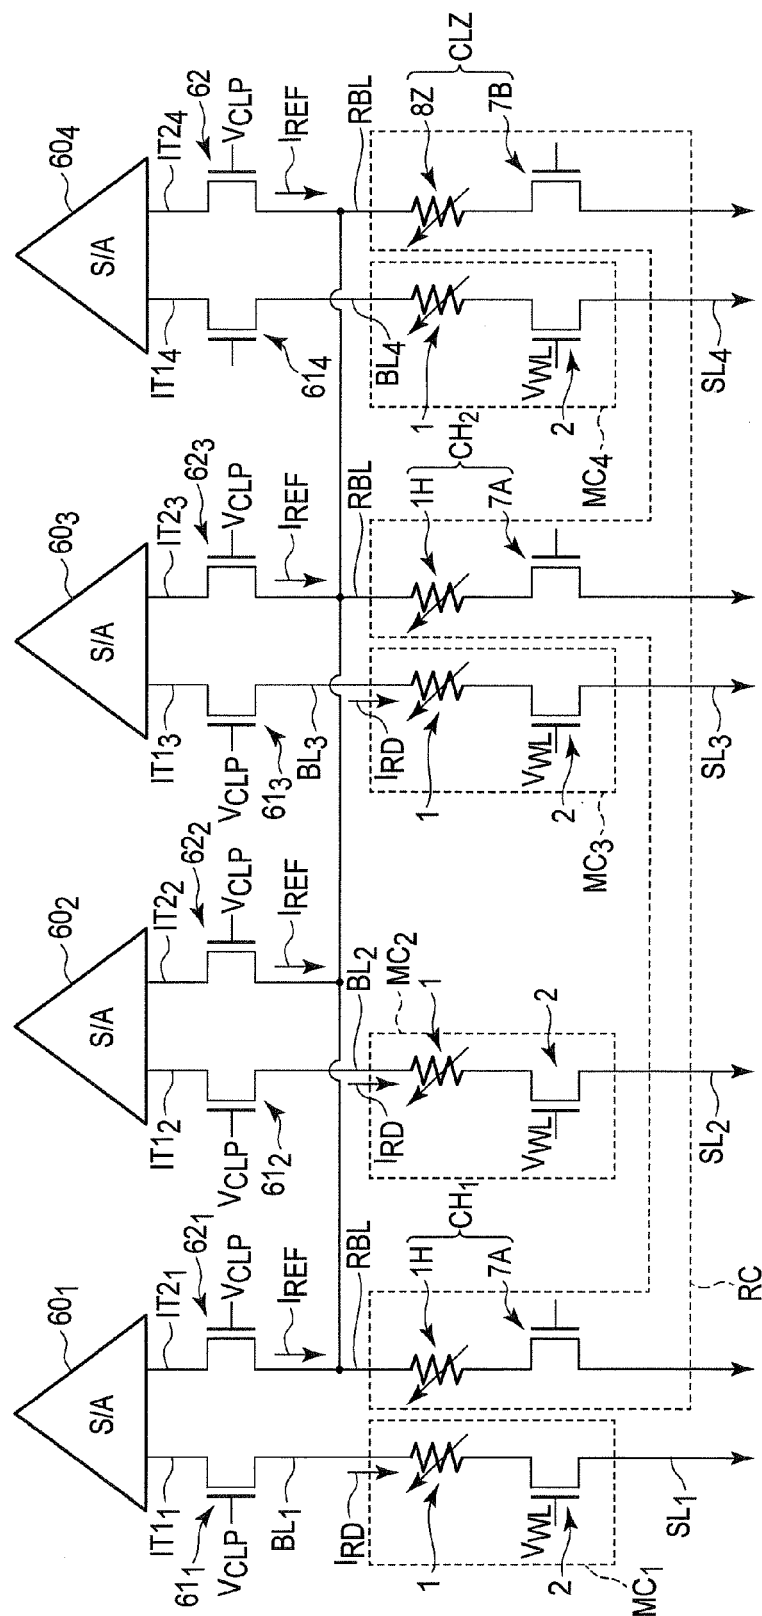 60₁
60₂
60₃
60₄
S/A
S/A
S/A
S/A
IT1₁
IT2₁
IT1₂
IT2₂
IT1₃
IT2₃
IT1₄
IT2₄
61₁
62₁
61₂
62₂
61₃
62₃
61₄
62
VCLP
VCLP
VCLP
VCLP
VCLP
VCLP
VCLP
IREF
IREF
IREF
IREF
BL₁
RBL
BL₂
BL₃
RBL
BL₄
RBL
IRD
IRD
IRD
MC₂
CH₁
CH₂
CLZ
1
1H
1
1
1H
1
8Z
7A
7A
7B
VWL
VWL
VWL
VWL
2
2
2
2
MC₁
MC₃
MC₄
SL₁
SL₂
SL₃
SL₄
RC